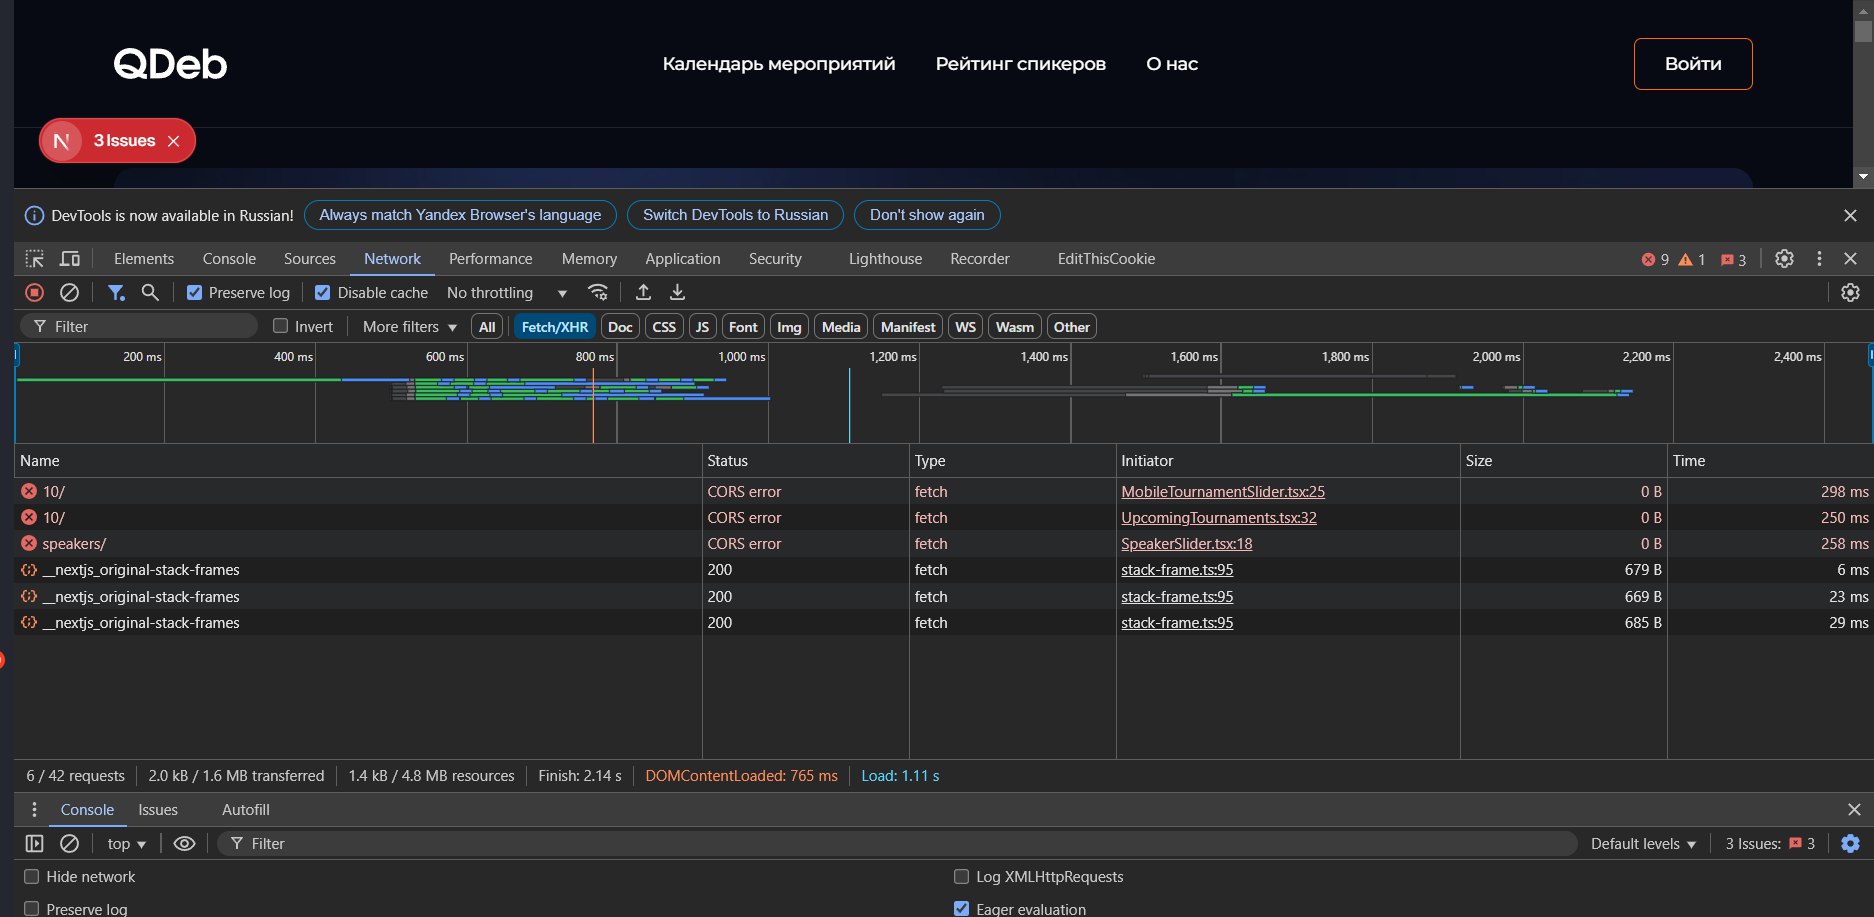 QDeb
Календарь мероприятий Рейтинг спикеров О нас Войти
N 3 Issues
DevTools is now available in Russian! Always match Yandex Browser's language Switch DevTools to Russian Don't show again
Elements Console Sources Network Performance Memory Application Security Lighthouse Recorder EditThisCookie 9 1 3
Preserve log Disable cache No throttling
Filter Invert More filters All Fetch/XHR Doc CSS JS Font Img Media Manifest WS Wasm Other
200 ms 400 ms 600 ms 800 ms 1,000 ms 1,200 ms 1,400 ms 1,600 ms 1,800 ms 2,000 ms 2,200 ms 2,400 ms
Name Status Type Initiator Size Time
10/ CORS error fetch MobileTournamentSlider.tsx:25 0 B 298 ms
10/ CORS error fetch UpcomingTournaments.tsx:32 0 B 250 ms
speakers/ CORS error fetch SpeakerSlider.tsx:18 0 B 258 ms
__nextjs_original-stack-frames 200 fetch stack-frame.ts:95 679 B 6 ms
__nextjs_original-stack-frames 200 fetch stack-frame.ts:95 669 B 23 ms
__nextjs_original-stack-frames 200 fetch stack-frame.ts:95 685 B 29 ms
6 / 42 requests 2.0 kB / 1.6 MB transferred 1.4 kB / 4.8 MB resources Finish: 2.14 s DOMContentLoaded: 765 ms Load: 1.11 s
Console Issues Autofill
top Filter Default levels 3 Issues: 3
Hide network Log XMLHttpRequests
Preserve log Eager evaluation